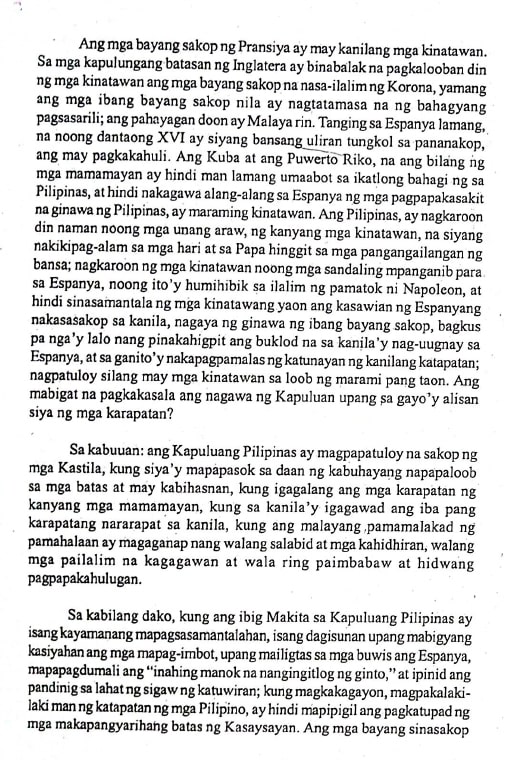 Ang mga bayang sakop ng Pransiya ay may kanilang mga kinatawan.
Sa mga kapulungang batasan ng Inglatera ay binabalak na pagkalooban din
ng mga kinatawan ang mga bayang sakop na nasa-ilalim ng Korona, yamang
ang mga ibang bayang sakop nila ay nagtatamasa na ng bahagyang
pagsasarili; ang pahayagan doon ay Malaya rin. Tanging sa Espanya lamang,
na noong dantaong XVI ay siyang bansang uliran tungkol sa pananakop,
ang may pagkakahuli. Ang Kuba at ang Puwerto Riko, na ang bilang ng
mga mamamayan ay hindi man lamang umaabot sa ikatlong bahagi ng sa
Pilipinas, at hindi nakagawa alang-alang sa Espanya ng mga pagpapakasakit
na ginawa ng Pilipinas, ay maraming kinatawan. Ang Pilipinas, ay nagkaroon
din naman noong mga unang araw, ng kanyang mga kinatawan, na siyang
nakikipag-alam sa mga hari at sa Papa hinggit sa mga pangangailangan ng
bansa; nagkaroon ng mga kinatawan noong mga sandaling mpanganib para
sa Espanya, noong ito'y humihibik sa ilalim ng pamatok ni Napoleon, at
hindi sinasamantala ng mga kinatawang yaon ang kasawian ng Espanyang
nakasasakop sa kanila, nagaya ng ginawa ng ibang bayang sakop, bagkus
pa nga'y lalo nang pinakahigpit ang buklod na sa kanila'y nag-uugnay sa
Espanya, at sa ganito'y nakapagpamalas ng katunayan ng kanilang katapatan;
nagpatuloy silang may mga kinatawan sa loob ng marami pang taon. Ang
mabigat na pagkakasala ang nagawa ng Kapuluan upang sa gayo'y alisan
siya ng mga karapatan?
Sa kabuuan: ang Kapuluang Pilipinas ay magpapatuloy na sakop ng
mga Kastila, kung siya'y mapapasok sa daan ng kabuhayang napapaloob
sa mga batas at may kabihasnan, kung igagalang ang mga karapatan ng
kanyang mga mamamayan, kung sa kanila'y igagawad ang iba pang
karapatang nararapat sa kanila, kung ang malayang pamamalakad ng
pamahalaan ay magaganap nang walang salabid at mga kahidhiran, walang
mga pailalim na kagagawan at wala ring paimbabaw at hidwang
pagpapakahulugan.
Sa kabilang dako, kung ang ibig Makita sa Kapuluang Pilipinas ay
isang kayamanang mapagsasamantalahan, isang dagisunan upang mabigyang
kasiyahan ang mga mapag-imbot, upang mailigtas sa mga buwis ang Espanya,
mapapagdumali ang “inahing manok na nangingitlog ng ginto,” at ipinid ang
pandinig sa lahat ng sigaw ng katuwiran; kung magkakagayon, magpakalaki-
laki man ng katapatan ng mga Pilipino, ay hindi mapipigil ang pagkatupad ng
mga makapangyarihang batas ng Kasaysayan. Ang mga bayang sinasakop